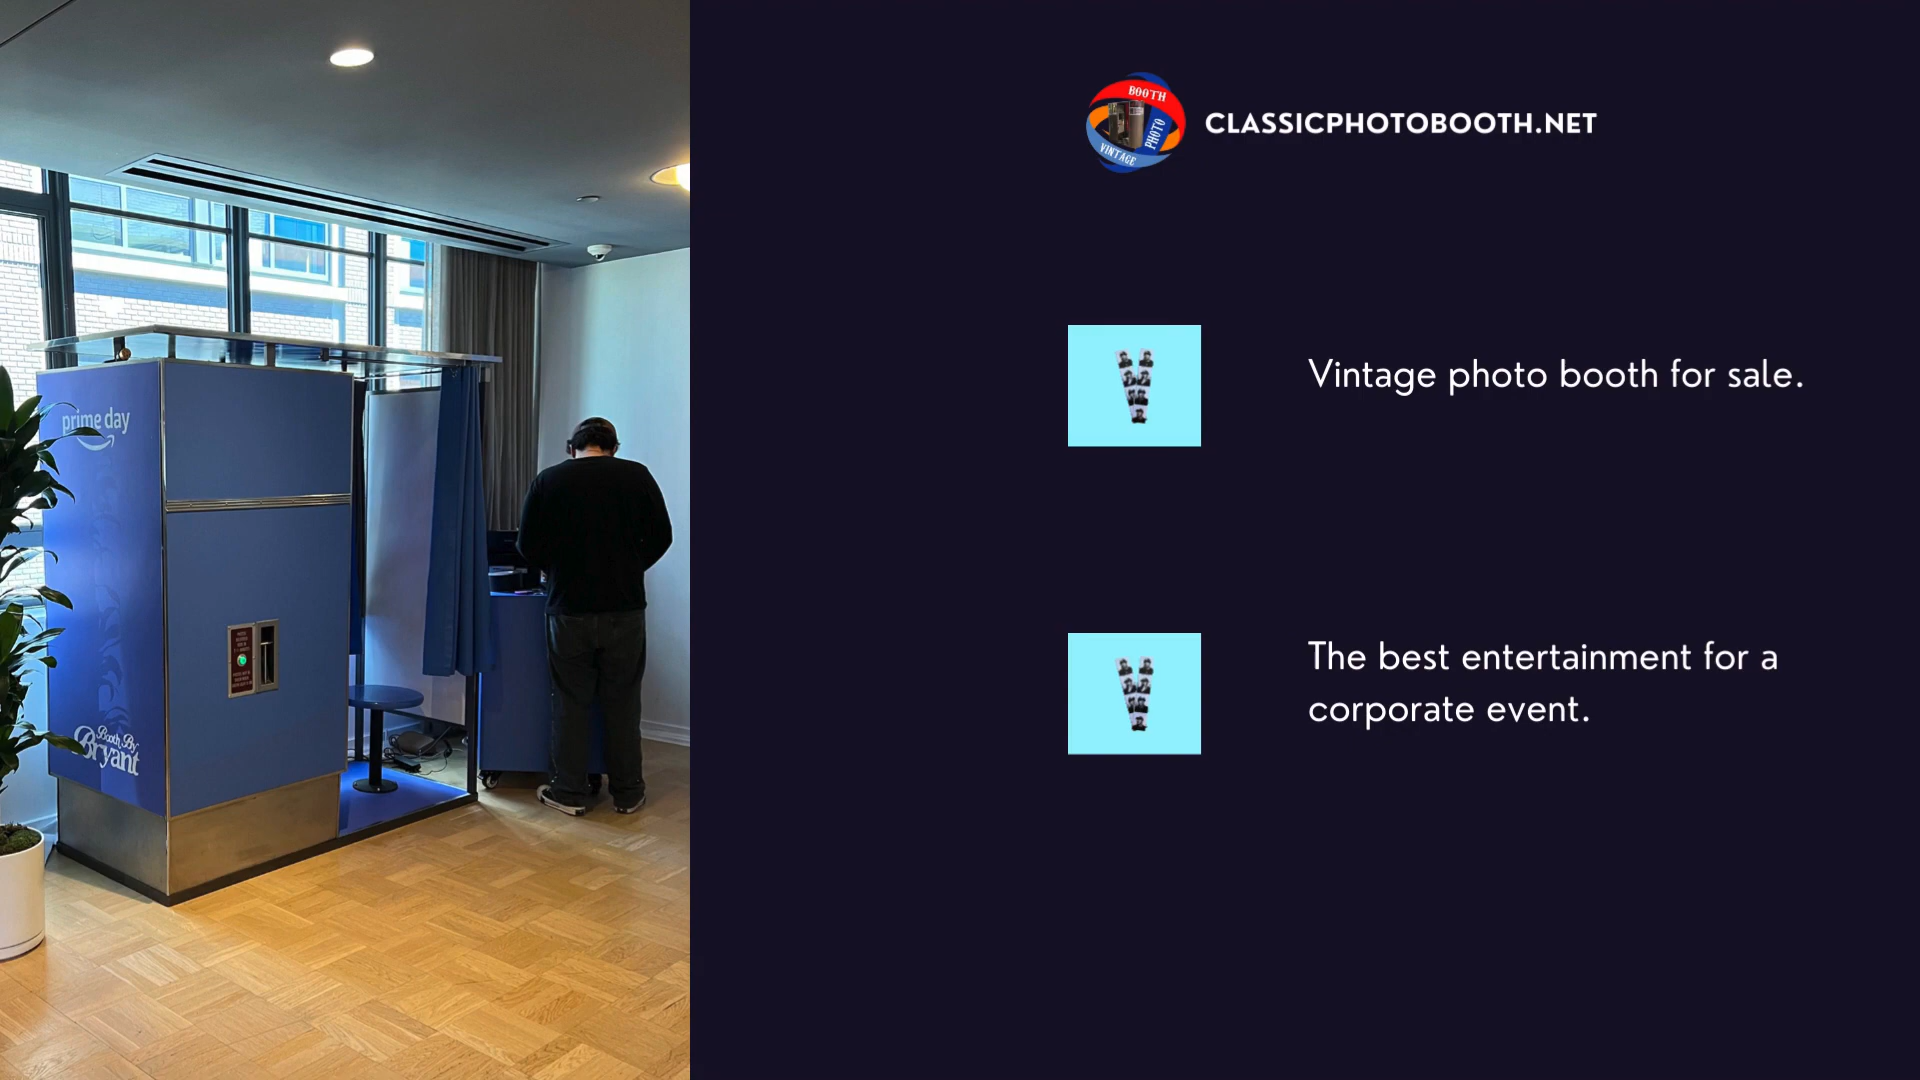 prime day
Booth By
Bryant
BOOTH
PHOTO
VINTAGE
CLASSICPHOTOBOOTH.NET
Vintage photo booth for sale.
The best entertainment for a
corporate event.